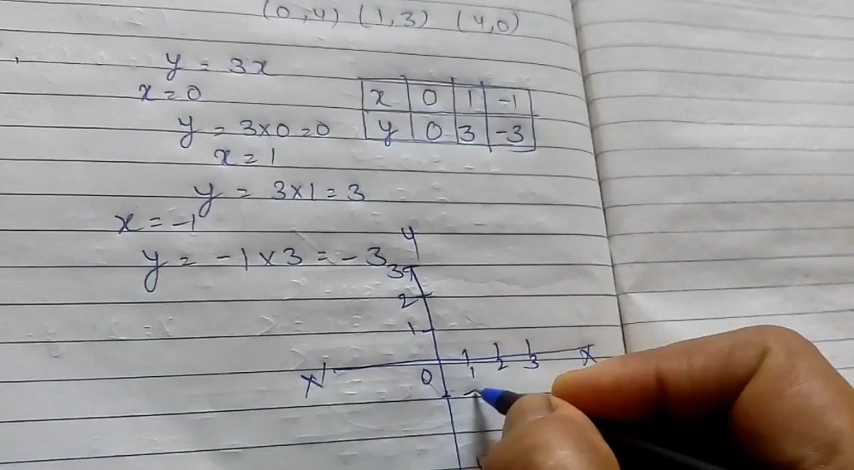 (0,4) (1,3) (4,0)
y = 3x
x=0
x 0 1 -1
y 0 3 -3
y = 3×0=0
x=1
y = 3×1=3
x=-1
y = -1×3=-3
y
3
2
1
x' 0 1 2 3 x